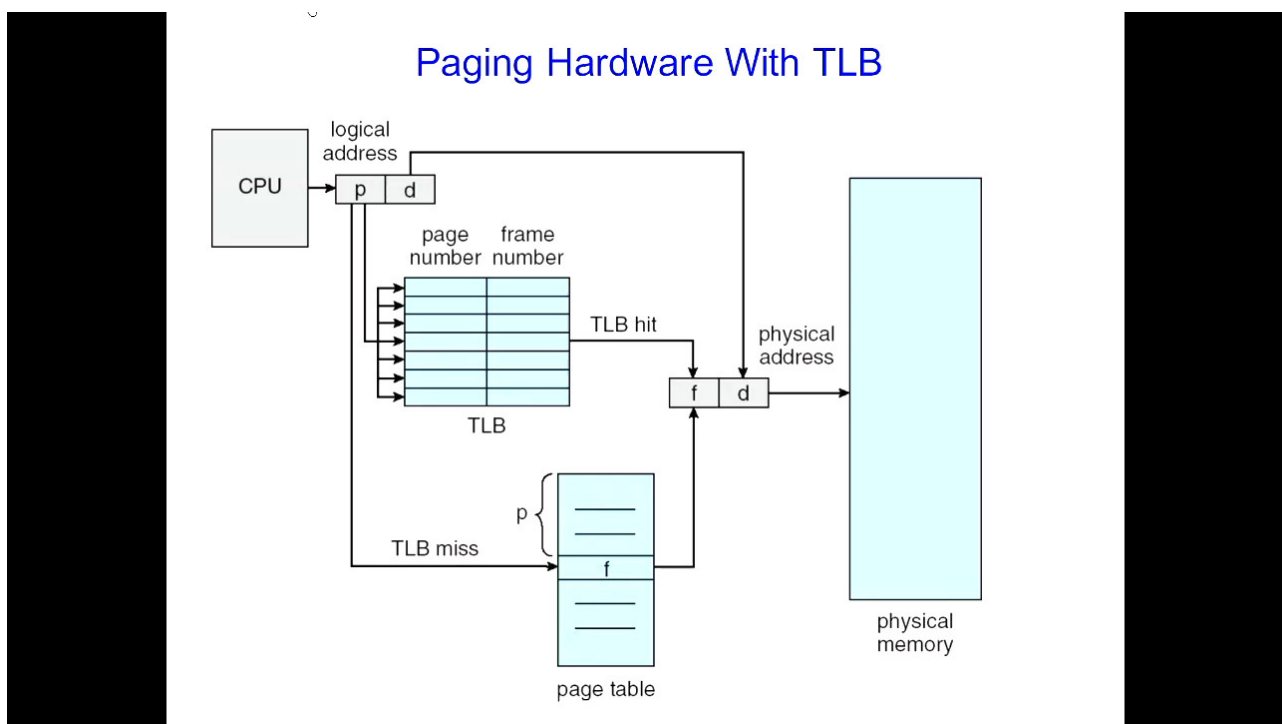 Paging Hardware With TLB
logical
address
CPU
p
d
page
number
frame
number
TLB hit
physical
address
f
d
TLB
p
TLB miss
f
page table
physical
memory